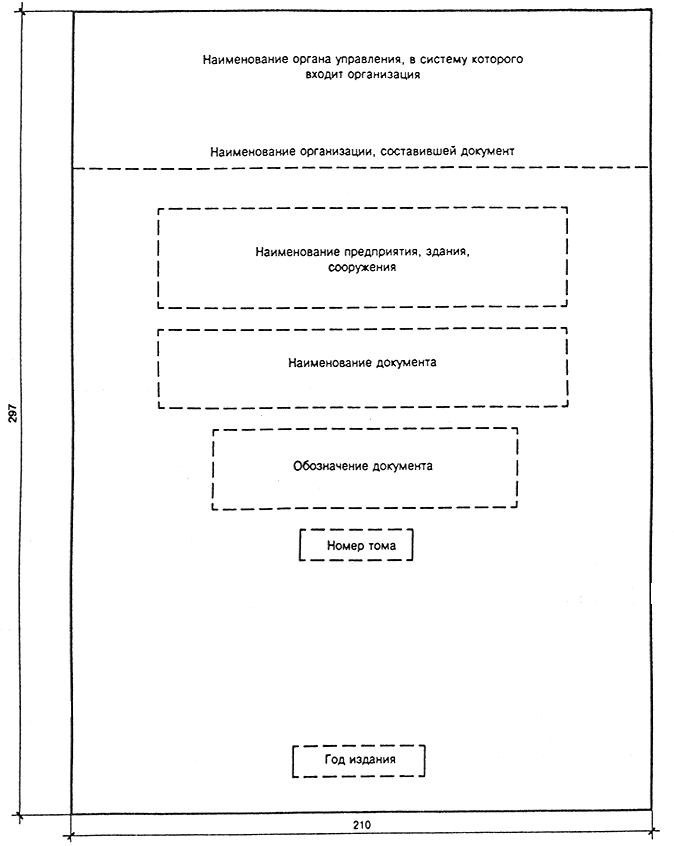 Наименование органа управления, в систему которого
входит организация
Наименование организации, составившей документ
Наименование предприятия, здания,
сооружения
Наименование документа
297
Обозначение документа
Номер тома
Год издания
210